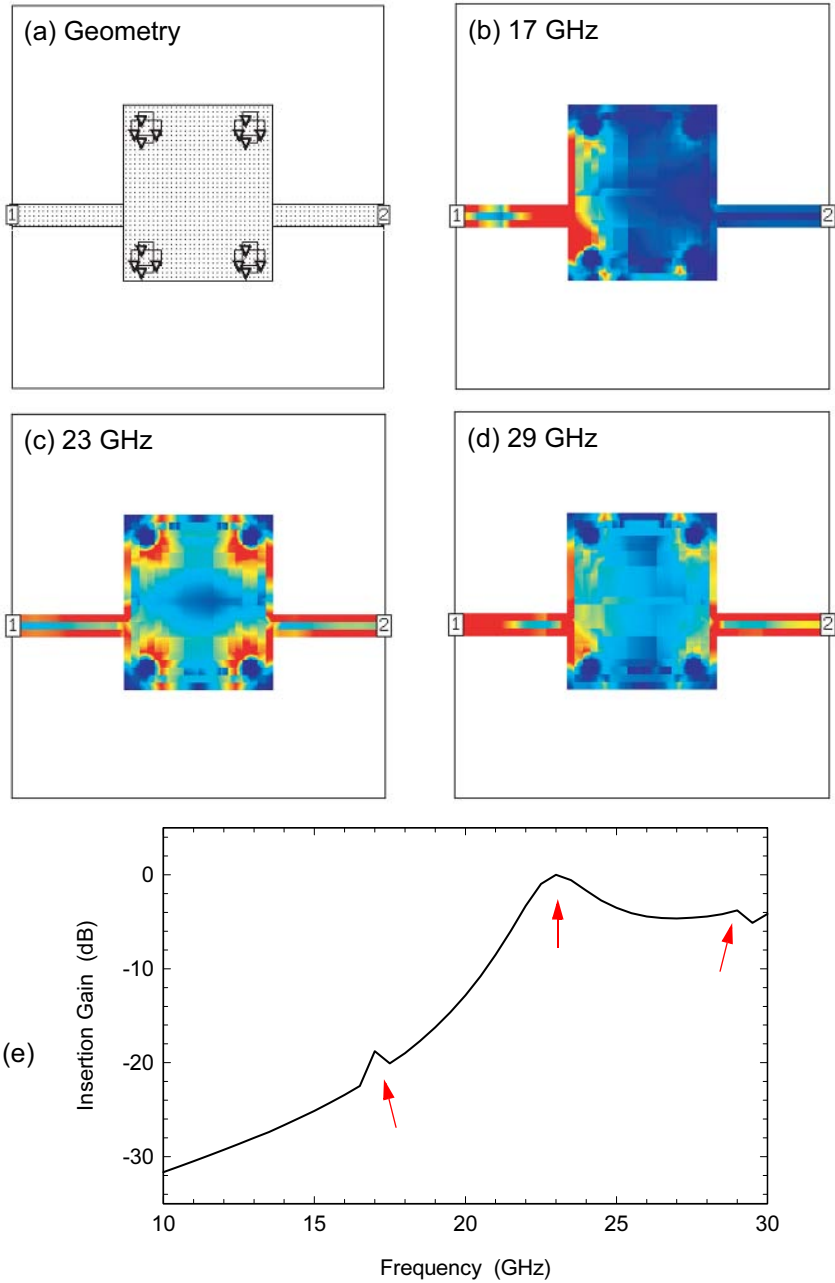 (a) Geometry
1
2
(b) 17 GHz
1
2
(c) 23 GHz
1
2
(d) 29 GHz
1
2
(e)
Insertion Gain (dB)
0
-10
-20
-30
10
15
20
25
30
Frequency (GHz)